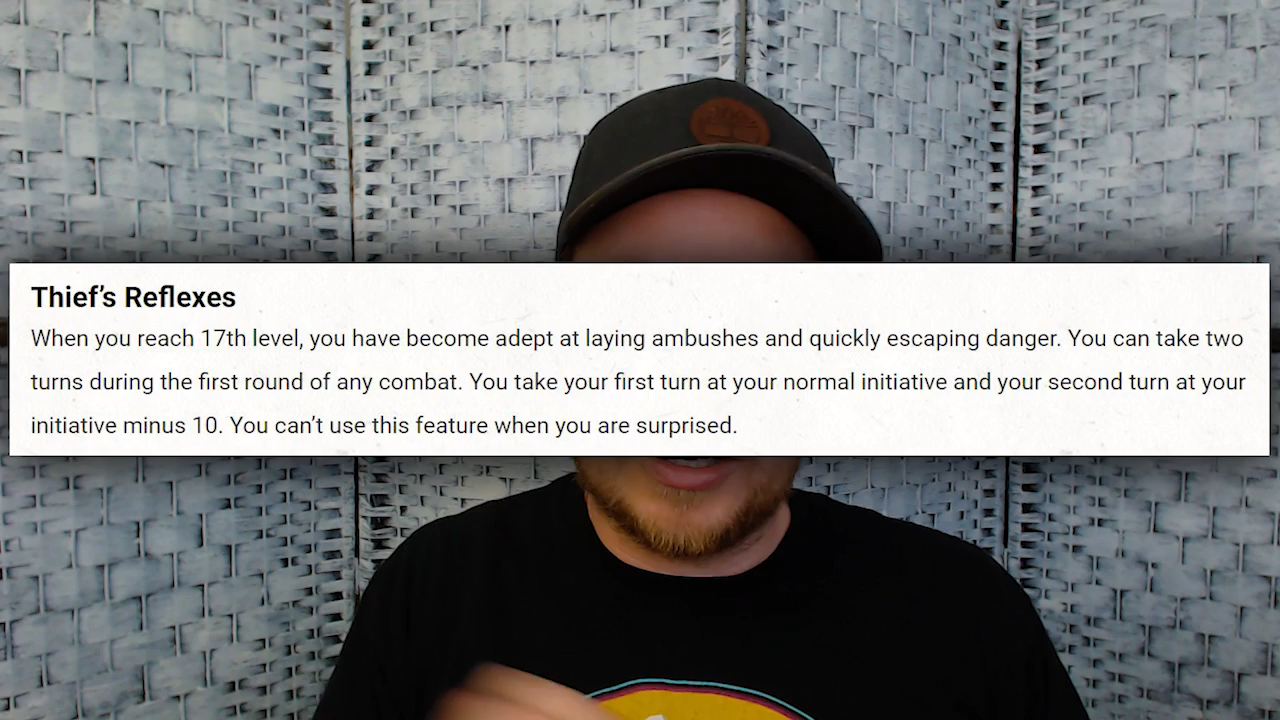 Thief’s Reflexes
When you reach 17th level, you have become adept at laying ambushes and quickly escaping danger. You can take two
turns during the first round of any combat. You take your first turn at your normal initiative and your second turn at your
initiative minus 10. You can’t use this feature when you are surprised.